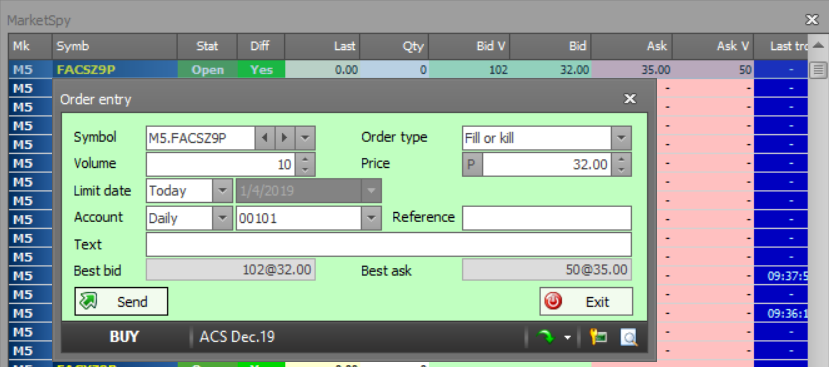 MarketSpy
Mk Symb Stat Diff Last Qty Bid V Bid Ask Ask V Last tro
M5 FACSZ9P Open Yes 0.00 0 102 32.00 35.00 50 -
M5 - - -
Order entry
M5 - - -
M5 - - -
Symbol M5.FACSZ9P Order type Fill or kill
M5 - - -
Volume 10 Price P 32.00
M5 - - -
Limit date Today 1/4/2019
M5 - - -
M5 - - -
Account Daily 00101 Reference
M5 - - -
Text
M5 - - -
Best bid 102@32.00 Best ask 50@35.00
M5 - - 09:37:5
M5 - - -
Send Exit
M5 - - 09:36:1
BUY ACS Dec.19
M5 - - -
M5 - - -